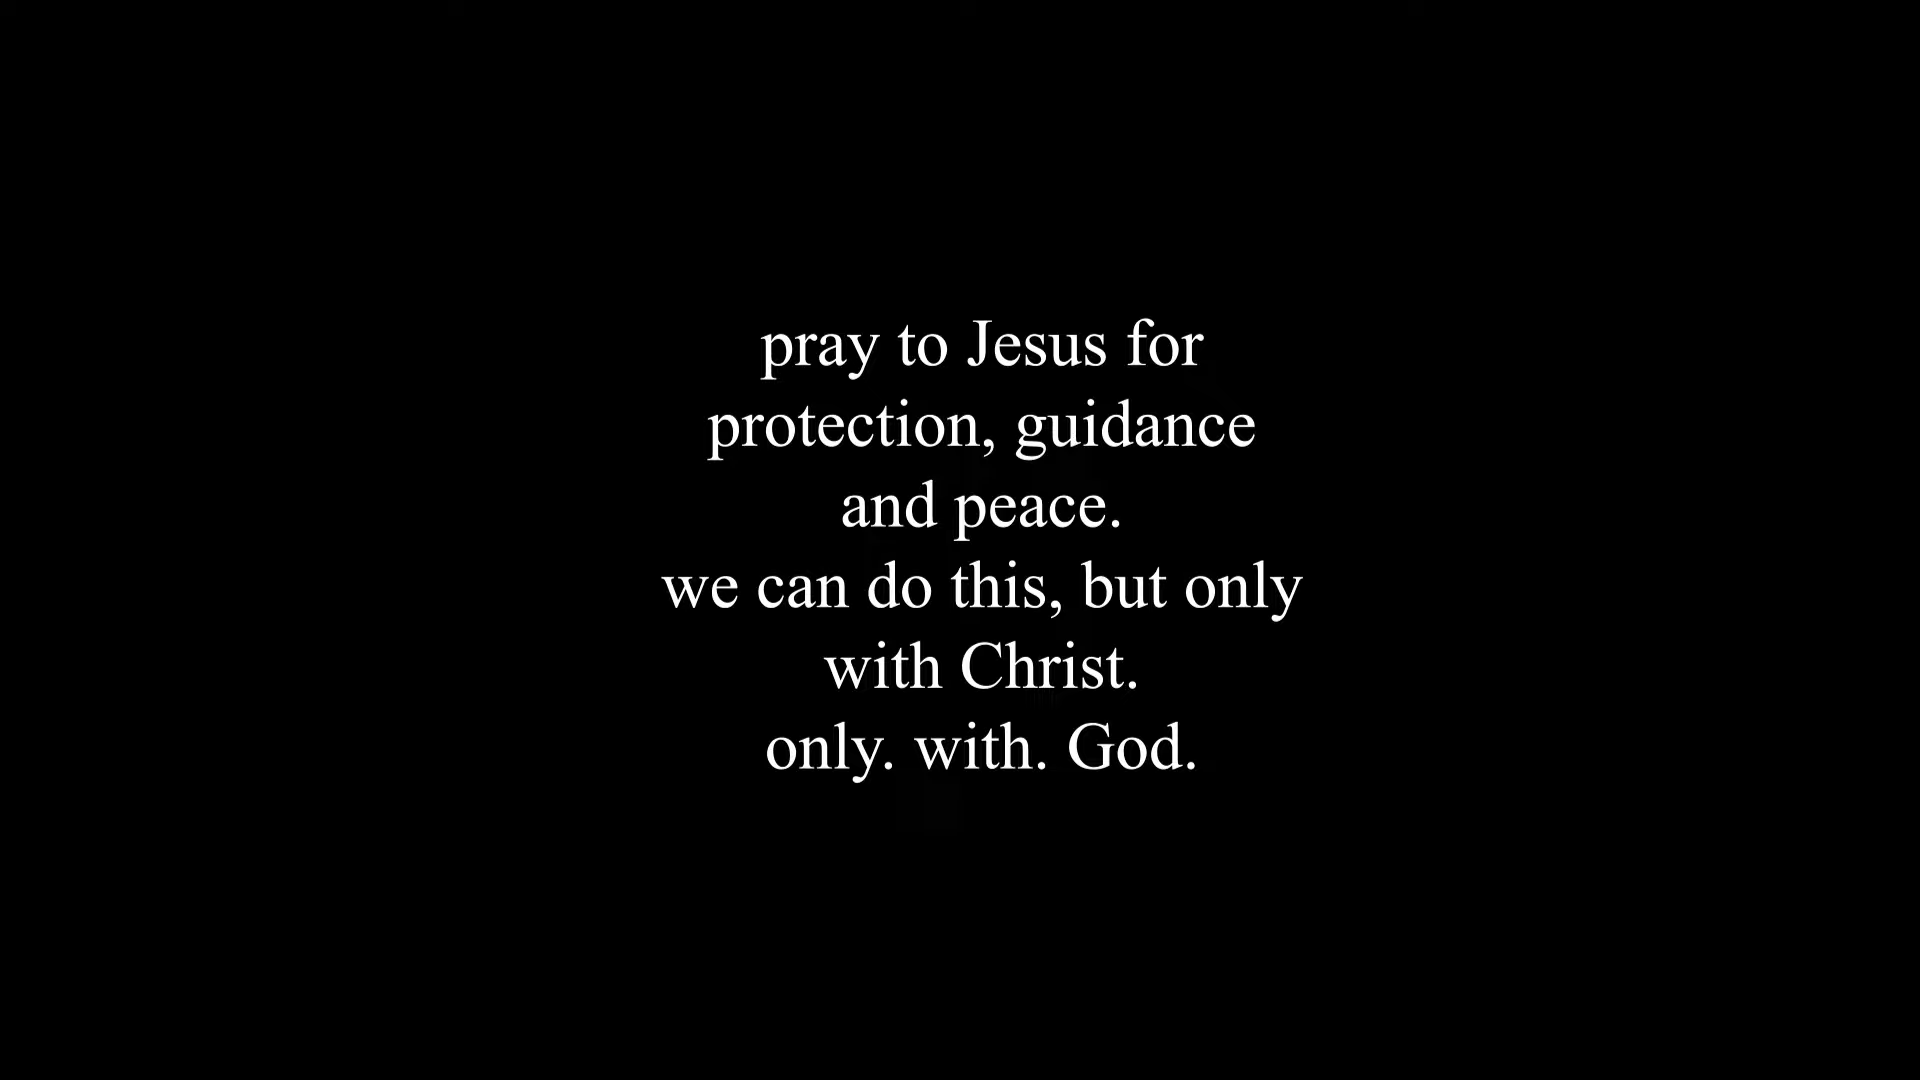 pray to Jesus for
protection, guidance
and peace.
we can do this, but only
with Christ.
only. with. God.